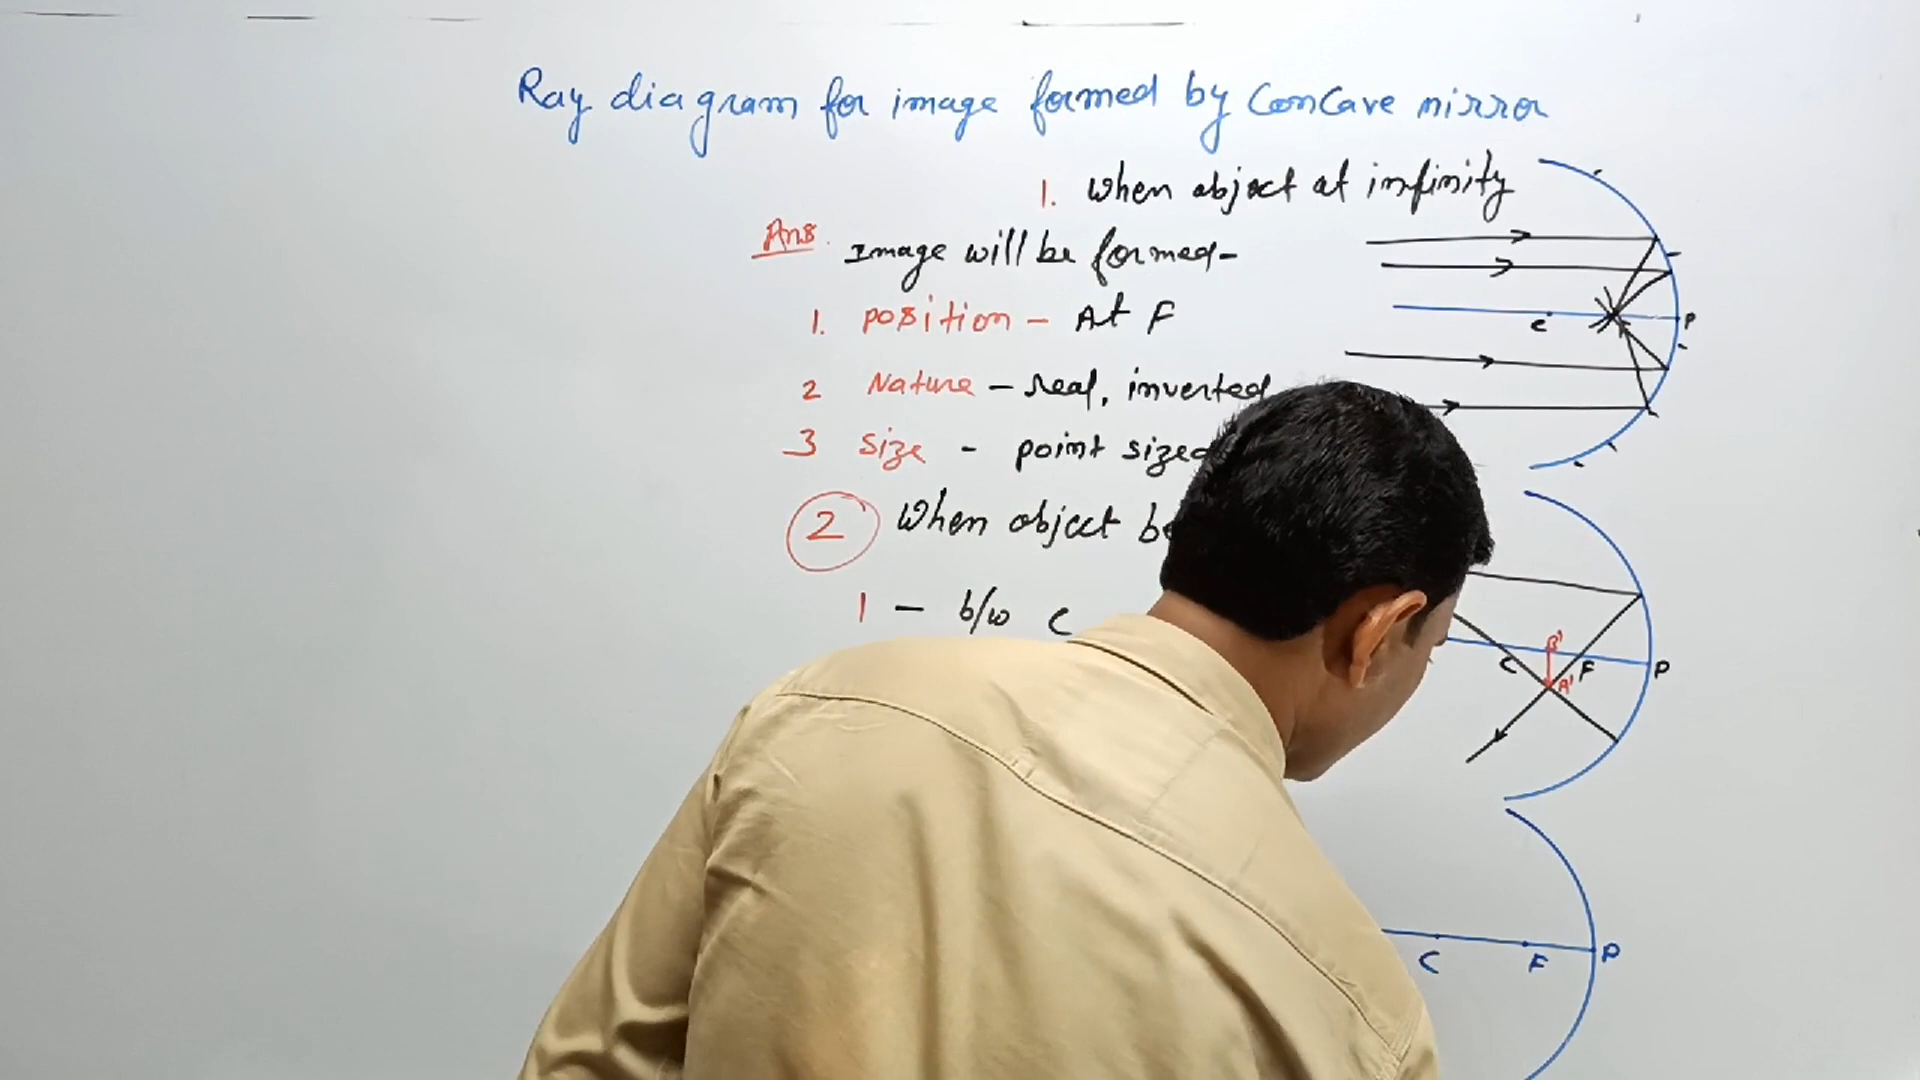 Ray diagram for image formed by Concave mirror
1. When object at infinity
Ans. Image will be formed-
1. Position - At F
C P
2 Nature - real, inverted
3 Size - point sized
2 When object
1 - b/w C
B'
C A' F P
C F P